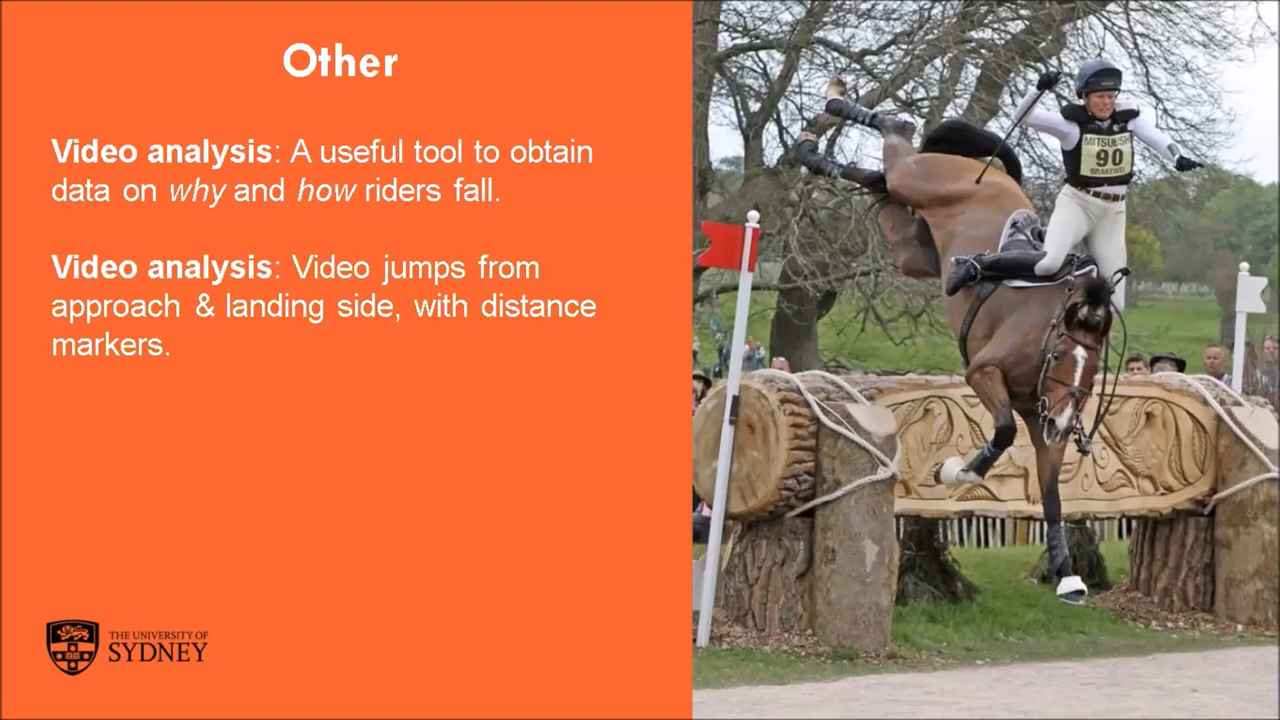 Other
Video analysis: A useful tool to obtain
data on why and how riders fall.
Video analysis: Video jumps from
approach & landing side, with distance
markers.
THE UNIVERSITY OF
SYDNEY
MITSUBISHI
90